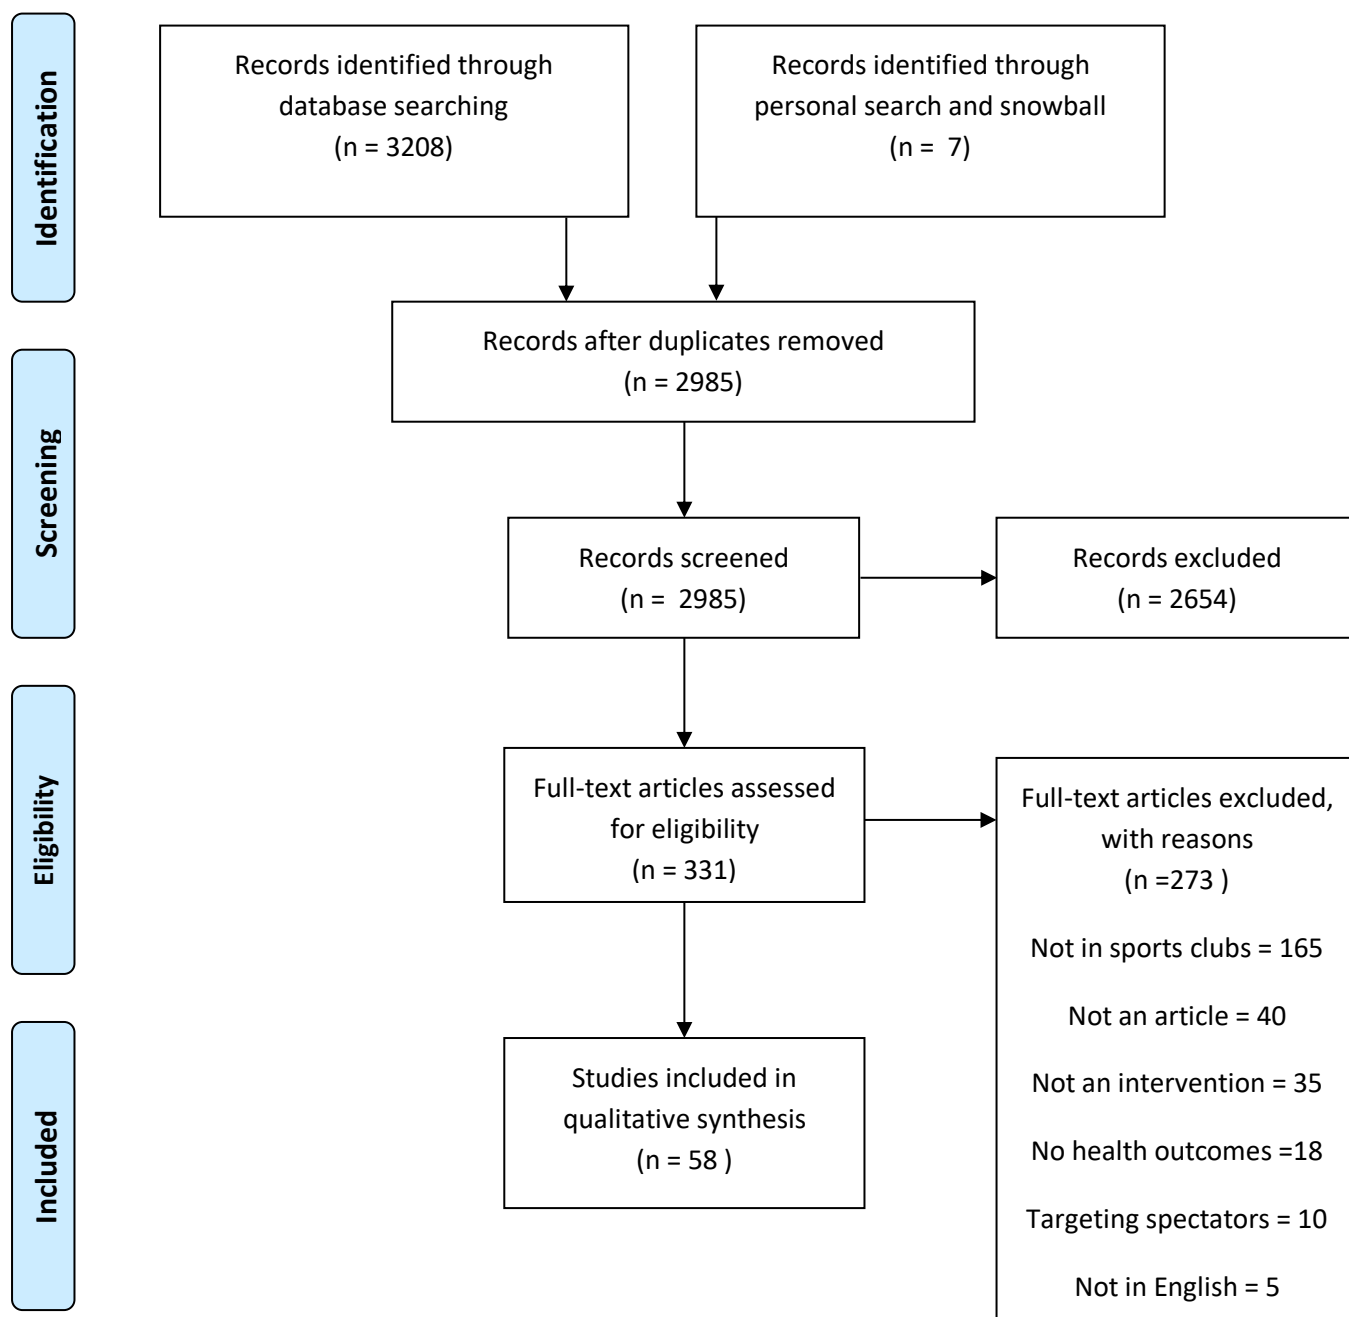 Identification
Records identified through
database searching
(n = 3208)
Records identified through
personal search and snowball
(n =  7)
Records after duplicates removed
(n = 2985)
Screening
Records screened
(n =  2985)
Records excluded
(n = 2654)
Eligibility
Full-text articles assessed
for eligibility
(n = 331)
Full-text articles excluded,
with reasons
(n =273 )
Not in sports clubs = 165
Not an article = 40
Not an intervention = 35
No health outcomes =18
Targeting spectators = 10
Not in English = 5
Included
Studies included in
qualitative synthesis
(n = 58 )